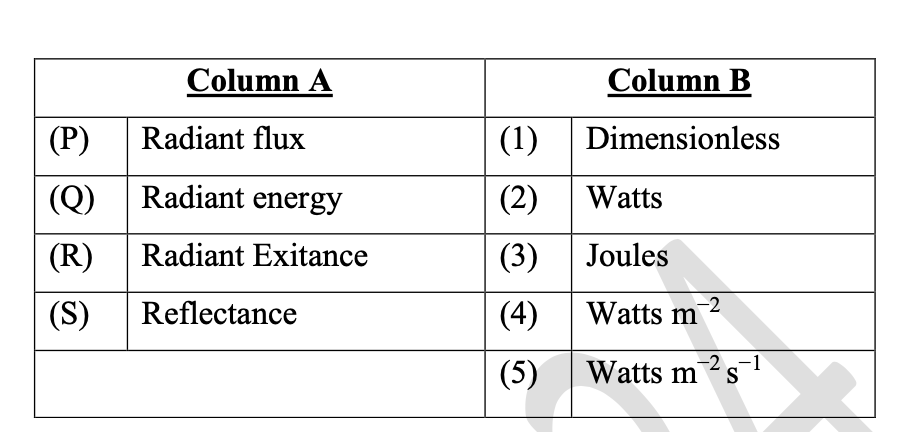 Column A Column B
(P) Radiant flux (1) Dimensionless
(Q) Radiant energy (2) Watts
(R) Radiant Exitance (3) Joules
(S) Reflectance (4) Watts m⁻²
(5) Watts m⁻² s⁻¹